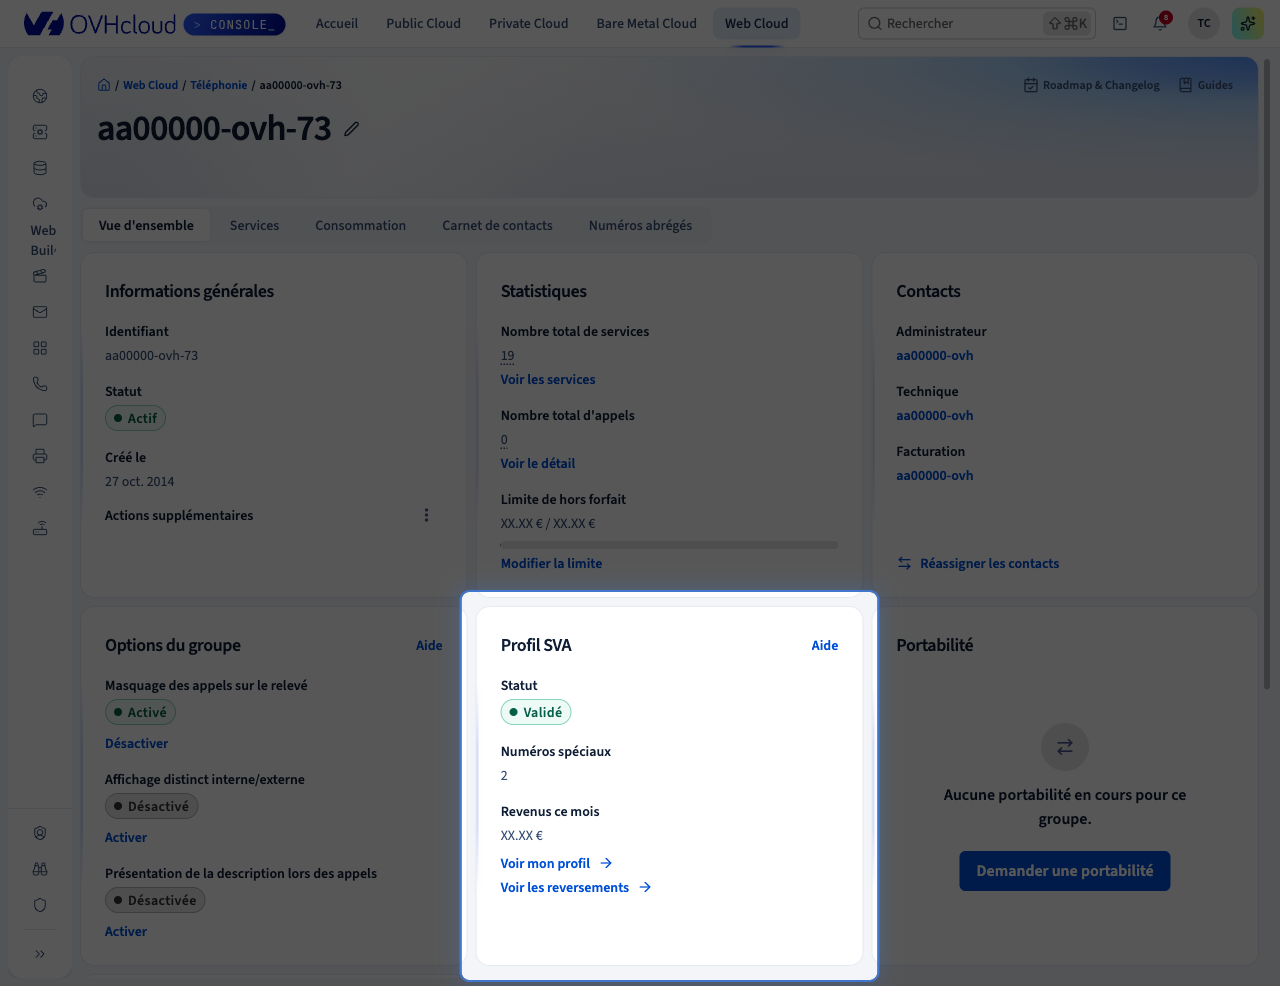 OVHcloud > CONSOLE_ Accueil Public Cloud Private Cloud Bare Metal Cloud Web Cloud Rechercher ⇧⌘K 8 TC
/ Web Cloud / Téléphonie / aa00000-ovh-73
Roadmap & Changelog Guides
aa00000-ovh-73
Web
Buil
Vue d'ensemble Services Consommation Carnet de contacts Numéros abrégés
Informations générales
Identifiant
aa00000-ovh-73
Statut
Actif
Créé le
27 oct. 2014
Actions supplémentaires
Statistiques
Nombre total de services
19
Voir les services
Nombre total d'appels
0
Voir le détail
Limite de hors forfait
XX.XX € / XX.XX €
Modifier la limite
Contacts
Administrateur
aa00000-ovh
Technique
aa00000-ovh
Facturation
aa00000-ovh
Réassigner les contacts
Options du groupe Aide
Masquage des appels sur le relevé
Activé
Désactiver
Affichage distinct interne/externe
Désactivé
Activer
Présentation de la description lors des appels
Désactivée
Activer
Profil SVA Aide
Statut
Validé
Numéros spéciaux
2
Revenus ce mois
XX.XX €
Voir mon profil →
Voir les reversements →
Portabilité
Aucune portabilité en cours pour ce
groupe.
Demander une portabilité